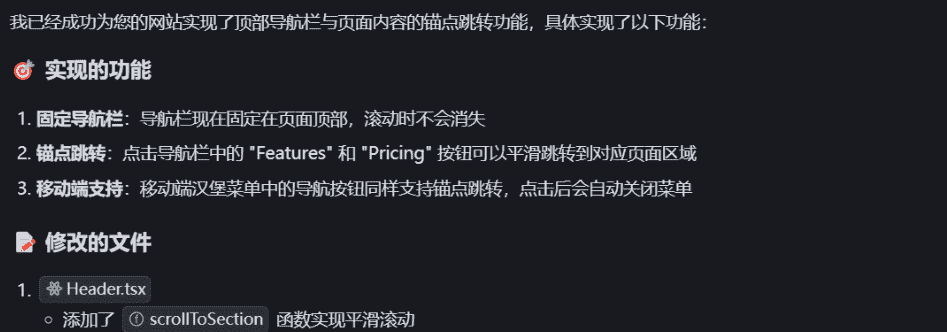 我已经成功为您的网站实现了顶部导航栏与页面内容的锚点跳转功能，具体实现了以下功能：
🎯 实现的功能
1. 固定导航栏：导航栏现在固定在页面顶部，滚动时不会消失
2. 锚点跳转：点击导航栏中的 "Features" 和 "Pricing" 按钮可以平滑跳转到对应页面区域
3. 移动端支持：移动端汉堡菜单中的导航按钮同样支持锚点跳转，点击后会自动关闭菜单
📝 修改的文件
1. Header.tsx
○ 添加了 scrollToSection 函数实现平滑滚动